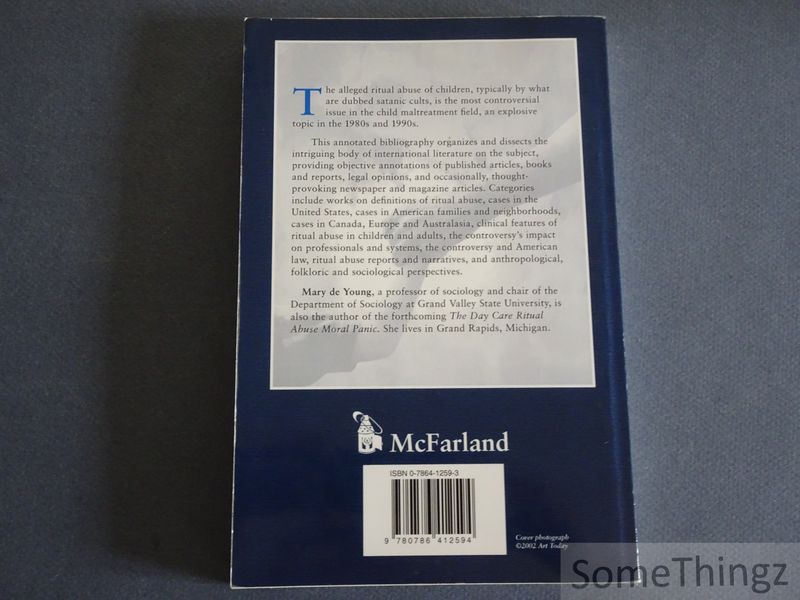 The alleged ritual abuse of children, typically by what
are dubbed satanic cults, is the most controversial
issue in the child maltreatment field, an explosive
topic in the 1980s and 1990s.
This annotated bibliography organizes and dissects the
intriguing body of international literature on the subject,
providing objective annotations of published articles, books
and reports, legal opinions, and occasionally, thought-
provoking newspaper and magazine articles. Categories
include works on definitions of ritual abuse, cases in the
United States, cases in American families and neighborhoods,
cases in Canada, Europe and Australasia, clinical features of
ritual abuse in children and adults, the controversy's impact
on professionals and systems, the controversy and American
law, ritual abuse reports and narratives, and anthropological,
folkloric and sociological perspectives.
Mary de Young, a professor of sociology and chair of the
Department of Sociology at Grand Valley State University, is
also the author of the forthcoming The Day Care Ritual
Abuse Moral Panic. She lives in Grand Rapids, Michigan.
McFarland
ISBN 0-7864-1259-3
9 780786 412594
Cover photograph
©2002 Art Today
SomeThingz